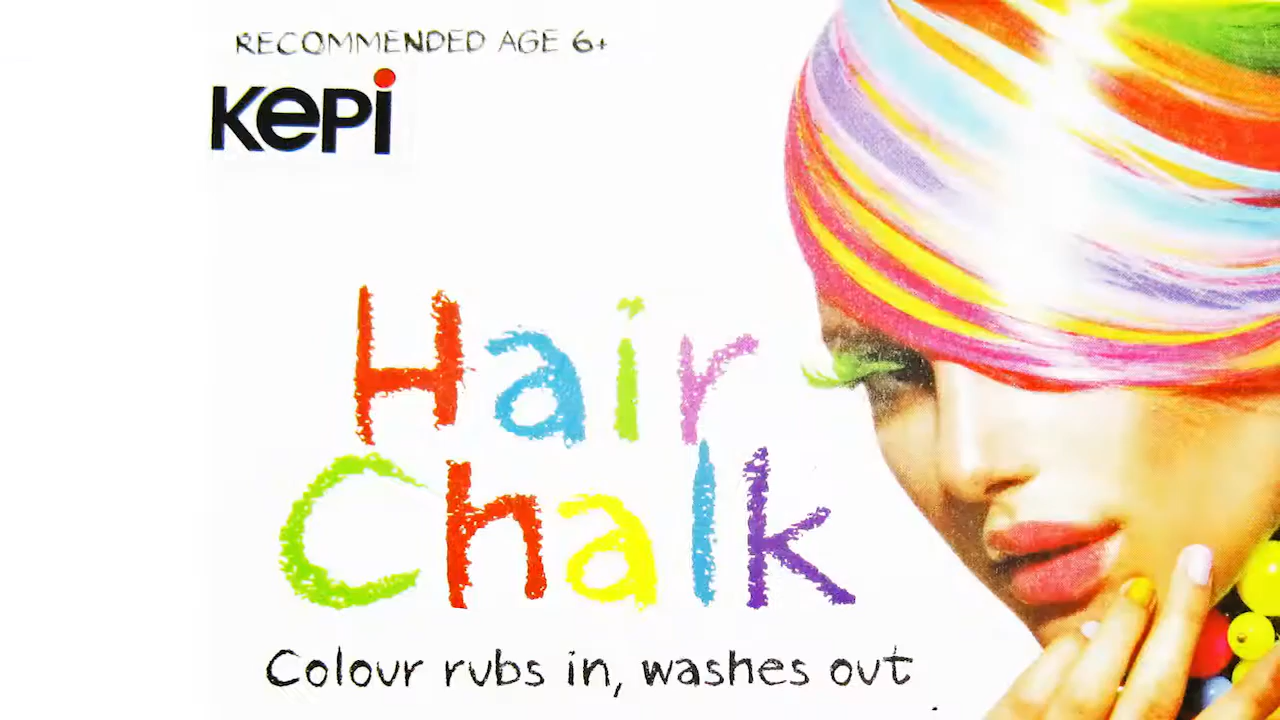 RECOMMENDED AGE 6+
KePi
Hair
Chalk
Colour rubs in, washes out